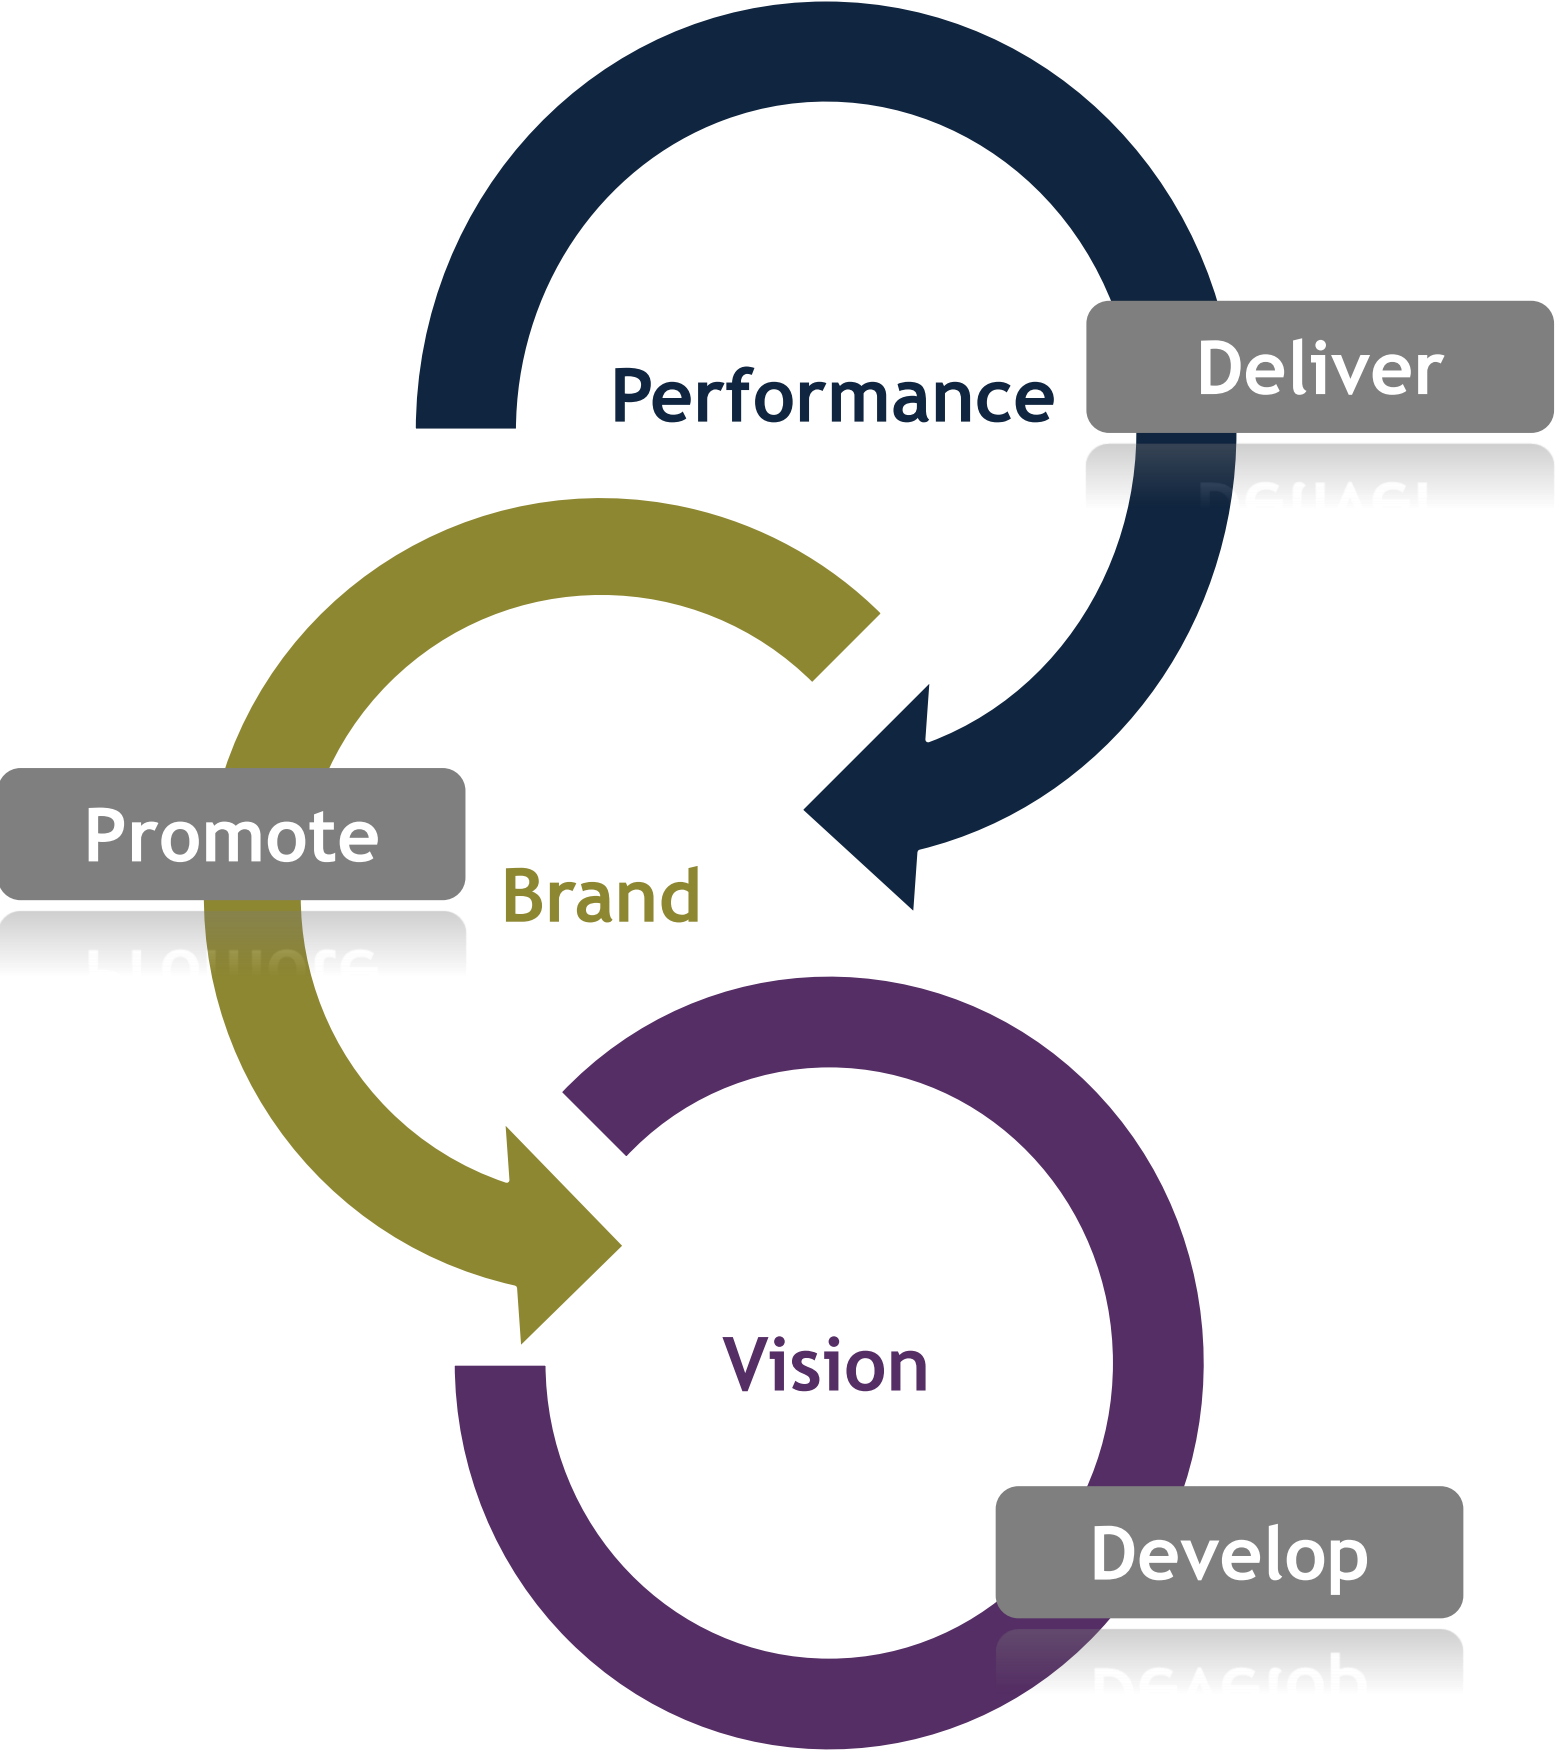 Performance
Deliver
Promote
Brand
Vision
Develop